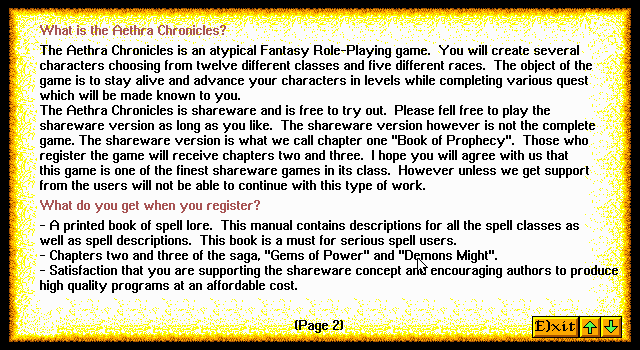 What is the Aethra Chronicles?
The Aethra Chronicles is an atypical Fantasy Role-Playing game.  You will create several
characters choosing from twelve different classes and five different races.  The object of the
game is to stay alive and advance your characters in levels while completing various quest
which will be made known to you.
The Aethra Chronicles is shareware and is free to try out.  Please fell free to play the
shareware version as long as you like.  The shareware version however is not the complete
game. The shareware version is what we call chapter one "Book of Prophecy".  Those who
register the game will receive chapters two and three.  I hope you will agree with us that
this game is one of the finest shareware games in its class.  However unless we get support
from the users will not be able to continue with this type of work.
What do you get when you register?
- A printed book of spell lore.  This manual contains descriptions for all the spell classes as
well as spell descriptions.  This book is a must for serious spell users.
- Chapters two and three of the saga, "Gems of Power" and "Demons Might".
- Satisfaction that you are supporting the shareware concept and encouraging authors to produce
high quality programs at an affordable cost.
(Page 2)
E)xit